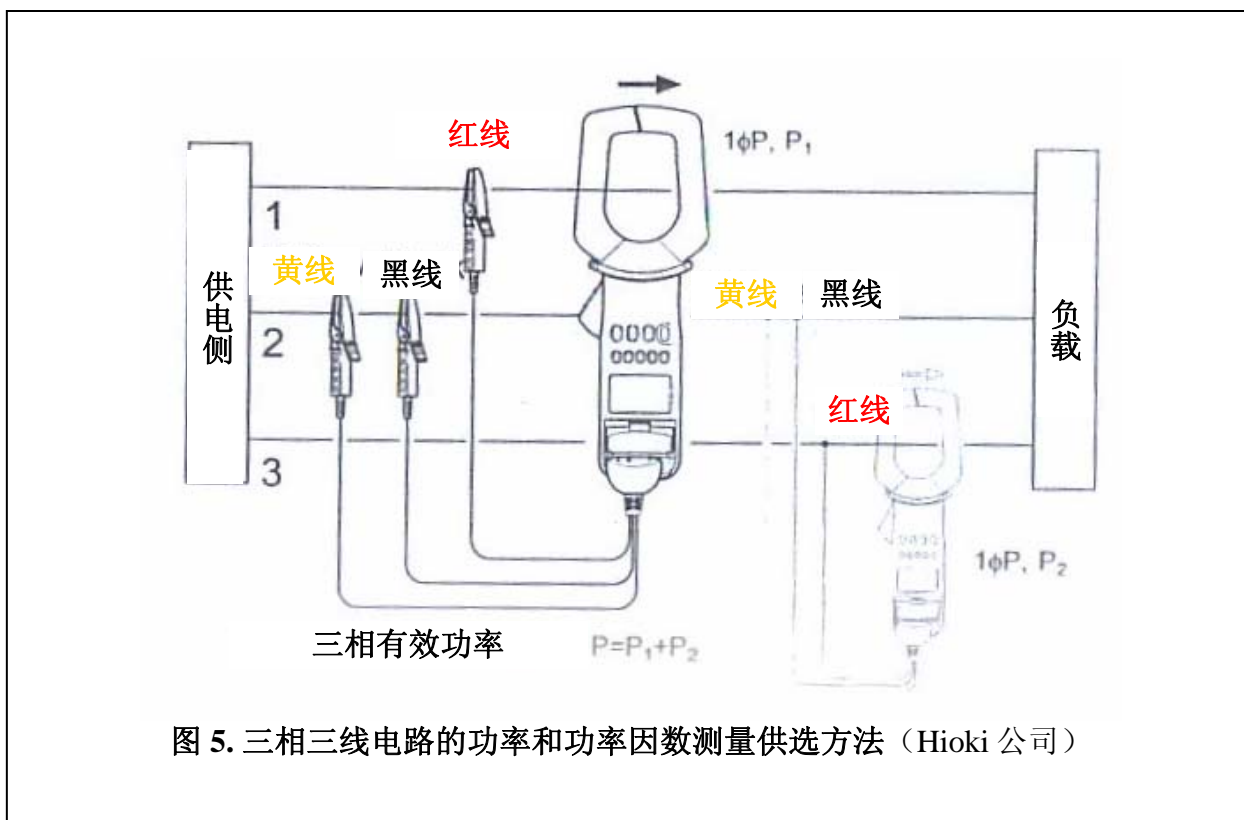 红线
1ϕP, P₁
1
黄线
黑线
黄线
黑线
供电侧
负载
2
红线
3
1ϕP, P₂
三相有效功率
P=P₁+P₂
图 5. 三相三线电路的功率和功率因数测量供选方法（Hioki 公司）